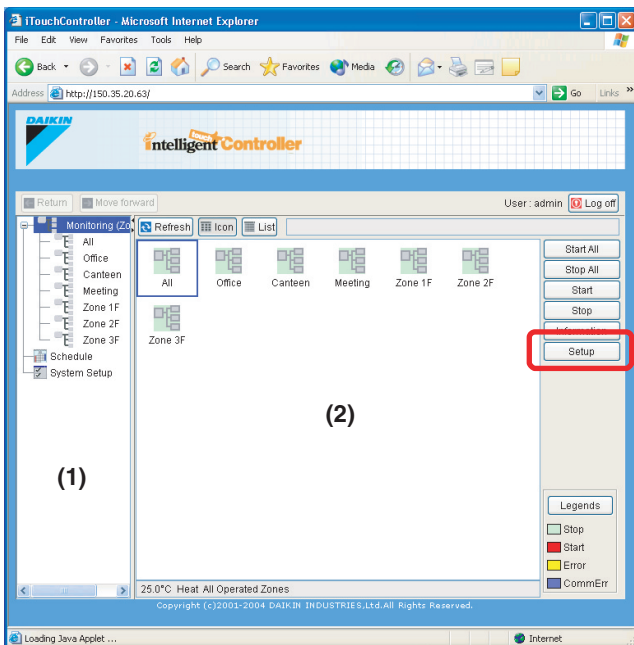 iTouchController - Microsoft Internet Explorer
File Edit View Favorites Tools Help
Back Search Favorites Media
Address http://150.35.20.63/ Go Links »
DAIKIN
intelligent touch Controller
Return Move forward User : admin Log off
Monitoring (Zo
All
Office
Canteen
Meeting
Zone 1F
Zone 2F
Zone 3F
Schedule
System Setup
(1)
Refresh Icon List
All Office Canteen Meeting Zone 1F Zone 2F
Zone 3F
(2)
Start All
Stop All
Start
Stop
Information
Setup
Legends
Stop
Start
Error
CommErr
25.0°C Heat All Operated Zones
Copyright (c)2001-2004 DAIKIN INDUSTRIES,Ltd.All Rights Reserved.
Loading Java Applet ... Internet